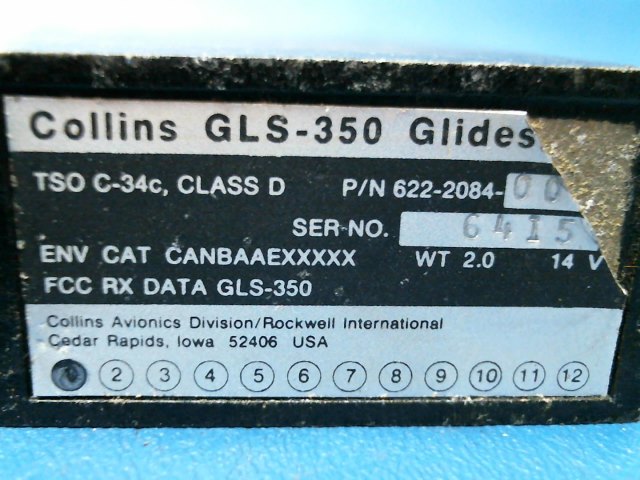 Collins GLS-350 Glides
TSO C-34c, CLASS D P/N 622-2084-00
SER NO. 6415
ENV CAT CANBAAEXXXXX WT 2.0 14 V
FCC RX DATA GLS-350
Collins Avionics Division/Rockwell International
Cedar Rapids, Iowa 52406 USA
2 3 4 5 6 7 8 9 10 11 12